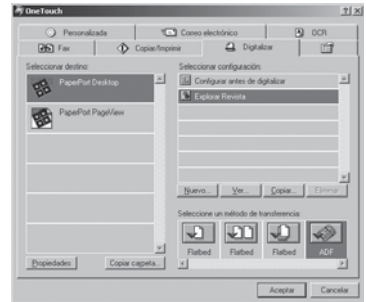 OneTouch
Personalizada
Correo electrónico
OCR
Fax
Copiar/Imprimir
Digitalizar
Seleccionar destino:
PaperPort Desktop
PaperPort PageView
Propiedades
Copiar carpeta...
Seleccionar configuración:
Configurar antes de digitalizar
Explorar Revista
Nuevo...
Ver...
Copiar...
Eliminar
Seleccione un método de transferencia:
Flatbed
Flatbed
Flatbed
ADF
Aceptar
Cancelar